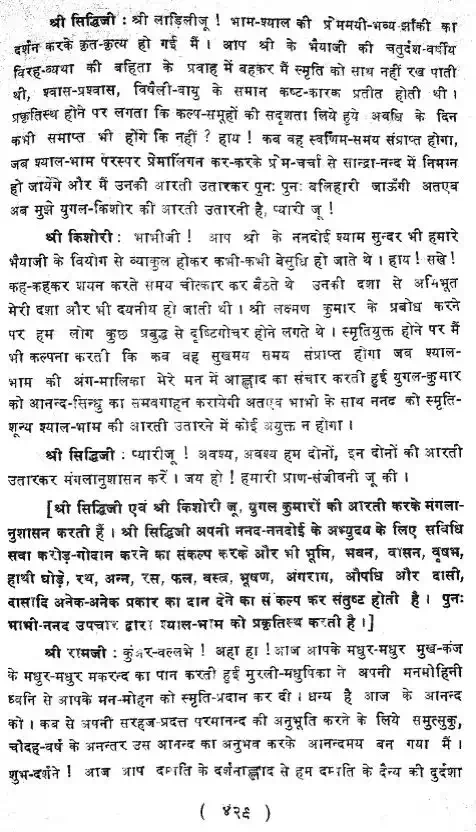 श्री सिद्धिजी : श्री लाड़िलीजू ! भाम-श्याल की प्रेममयी-भव्य-झाँकी का
दर्शन करके कृत-कृत्य हो गई मैं । आप श्री के भैयाजी की चतुर्दश-वर्षीय
विरह-व्यथा की वह्निता के प्रवाह में बहकर मैं स्मृति को साथ नहीं रख पाती
थी, श्वास-प्रश्वास, विषैली-वायु के समान कष्ट-कारक प्रतीत होती थी ।
प्रकृतिस्थ होने पर लगता कि कल्प-समूहों की सदृशता लिये हुये अवधि के दिन
कभी समाप्त भी होंगे कि नहीं ? हाय ! कब वह स्वर्णिम-समय संप्राप्त होगा,
जब श्याल-भाम परस्पर प्रेमालिंगन कर-करके प्रेम-चर्चा से सान्द्रा-नन्द में निमग्न
हो जायेंगे और मैं उनकी आरती उतारकर पुनः पुनः बलिहारी जाऊँगी अतएव
अब मुझे युगल-किशोर की आरती उतारनी है, प्यारी जू !
श्री किशोरी : भाभीजी ! आप श्री के ननदोई श्याम सुन्दर भी हमारे
भैयाजी के वियोग से व्याकुल होकर कभी-कभी बेसुधि हो जाते थे । हाय ! सखे !
कह-कहकर शयन करते समय चीत्कार कर बैठते थे उनकी दशा से अभिभूत
मेरी दशा और भी दयनीय हो जाती थी । श्री लक्ष्मण कुमार के प्रबोध करने
पर हम लोग कुछ प्रबुद्ध से दृष्टिगोचर होने लगते थे । स्मृतियुक्त होने पर मैं
भी कल्पना करती कि कब वह सुखमय समय संप्राप्त होगा जब श्याल-
भाम की अंग-मालिका मेरे मन में आह्लाद का संचार करती हुई युगल-कुमार
को आनन्द-सिन्धु का समवगाहन करायेगी अतएव भाभी के साथ ननद को स्मृति-
शून्य श्याल-भाम की आरती उतारने में कोई अयुक्त न होगा ।
श्री सिद्धिजी : प्यारीजू ! अवश्य, अवश्य हम दोनों, इन दोनों की आरती
उतारकर मंगलानुशासन करें । जय हो ! हमारी प्राण-संजीवनी जू की ।
[श्री सिद्धिजी एवं श्री किशोरी जू, युगल कुमारों की आरती करके मंगला-
नुशासन करती हैं । श्री सिद्धिजी अपनी ननद-ननदोई के अभ्युदय के लिए सविधि
सवा करोड़-गोदान करने का संकल्प करके और भी भूमि, भवन, वासन, वृषभ,
हाथी घोड़े, रथ, अन्न, रस, फल, वस्त्र, भूषण, अंगराग, औषधि और दासी,
दासादि अनेक-अनेक प्रकार का दान देने का संकल्प कर संतुष्ट होती है । पुनः
भाभी-ननद उपचार द्वारा श्याल-भाम को प्रकृतिस्थ करती है ।]
श्री रामजी : कुँअर-वल्लभे ! अहा हा ! आज आपके मधुर-मधुर मुख-कंज
के मधुर-मधुर मकरन्द का पान करती हुई मुरली-मधुपिका ने अपनी मनमोहिनी
ध्वनि से आपके मन-मोहन को स्मृति-प्रदान कर दी । धन्य है आज के आनन्द
को । कब से अपनी सरहज-प्रदत्त परमानन्द की अनुभूति करने के लिये समुत्सुक,
चौदह-वर्ष के अनन्तर उस आनन्द का अनुभव करके आनन्दमय बन गया मैं ।
शुभ-दर्शने ! आज आप दम्पति के दर्शनाह्लाद से हम दम्पति के दैन्य की दुर्दशा
( ४२६ )